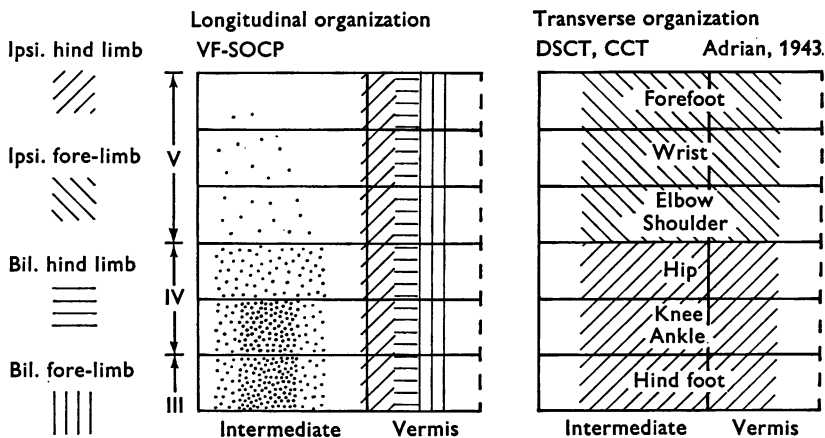 Longitudinal organization
VF-SOCP
Transverse organization
DSCT, CCT Adrian, 1943.
Ipsi. hind limb
Ipsi. fore-limb
Bil. hind limb
Bil. fore-limb
V
IV
III
Intermediate Vermis
Forefoot
Wrist
Elbow
Shoulder
Hip
Knee
Ankle
Hind foot
Intermediate Vermis